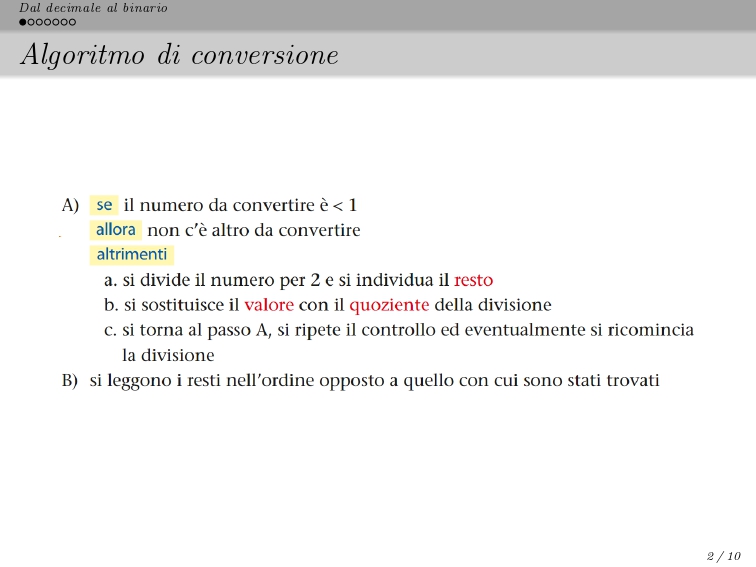 Dal decimale al binario
Algoritmo di conversione
A) se il numero da convertire è < 1
allora non c'è altro da convertire
altrimenti
a. si divide il numero per 2 e si individua il resto
b. si sostituisce il valore con il quoziente della divisione
c. si torna al passo A, si ripete il controllo ed eventualmente si ricomincia
la divisione
B) si leggono i resti nell'ordine opposto a quello con cui sono stati trovati
2 / 10